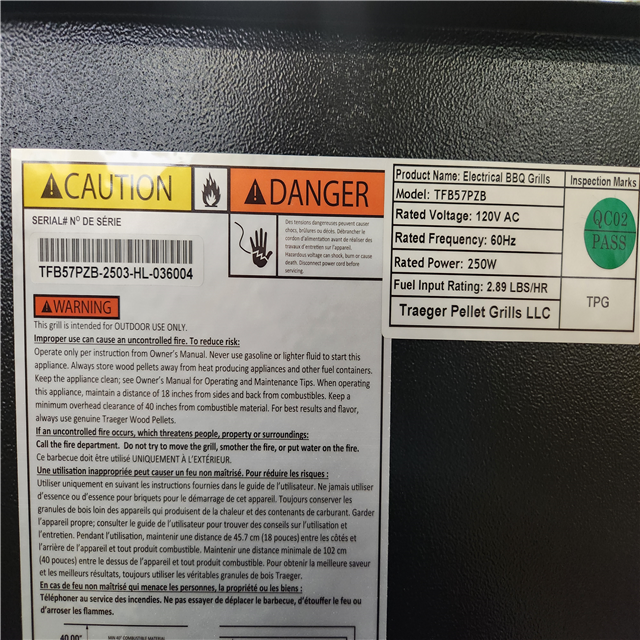 CAUTION
DANGER
SERIAL# Nº DE SÉRIE
TFB57PZB-2503-HL-036004
Des tensions dangereuses peuvent causer
chocs, brûlures ou décès. Débrancher le
cordon d'alimentation avant de réaliser des
travaux d'entretien sur l'appareil.
Hazardous voltage can shock, burn or cause
death. Disconnect power cord before
servicing.
Product Name: Electrical BBQ Grills
Inspection Marks
Model: TFB57PZB
Rated Voltage: 120V AC
Rated Frequency: 60Hz
Rated Power: 250W
Fuel Input Rating: 2.89 LBS/HR
Traeger Pellet Grills LLC
QC02
PASS
TPG
WARNING
This grill is intended for OUTDOOR USE ONLY.
Improper use can cause an uncontrolled fire. To reduce risk:
Operate only per instruction from Owner's Manual. Never use gasoline or lighter fluid to start this
appliance. Always store wood pellets away from heat producing appliances and other fuel containers.
Keep the appliance clean; see Owner's Manual for Operating and Maintenance Tips. When operating
this appliance, maintain a distance of 18 inches from sides and back from combustibles. Keep a
minimum overhead clearance of 40 inches from combustible material. For best results and flavor,
always use genuine Traeger Wood Pellets.
If an uncontrolled fire occurs, which threatens people, property or surroundings:
Call the fire department. Do not try to move the grill, smother the fire, or put water on the fire.
Ce barbecue doit être utilisé UNIQUEMENT À L'EXTÉRIEUR.
Une utilisation inappropriée peut causer un feu non maîtrisé. Pour réduire les risques :
Utiliser uniquement en suivant les instructions fournies dans le guide de l'utilisateur. Ne jamais utiliser
d'essence ou d'essence pour briquets pour le démarrage de cet appareil. Toujours conserver les
granules de bois loin des appareils qui produisent de la chaleur et des contenants de carburant. Garder
l'appareil propre; consulter le guide de l'utilisateur pour trouver des conseils sur l'utilisation et
l'entretien. Pendant l'utilisation, maintenir une distance de 45.7 cm (18 pouces) entre les côtés et
l'arrière de l'appareil et tout produit combustible. Maintenir une distance minimale de 102 cm
(40 pouces) entre le dessus de l'appareil et tout produit combustible. Pour obtenir la meilleure saveur
et les meilleurs résultats, toujours utiliser les véritables granules de bois Traeger.
En cas de feu non maîtrisé qui menace les personnes, la propriété ou les biens :
Téléphoner au service des incendies. Ne pas essayer de déplacer le barbecue, d'étouffer le feu ou
d'arroser les flammes.
40.00"
MIN 40" COMBUSTIBLE MATERIAL